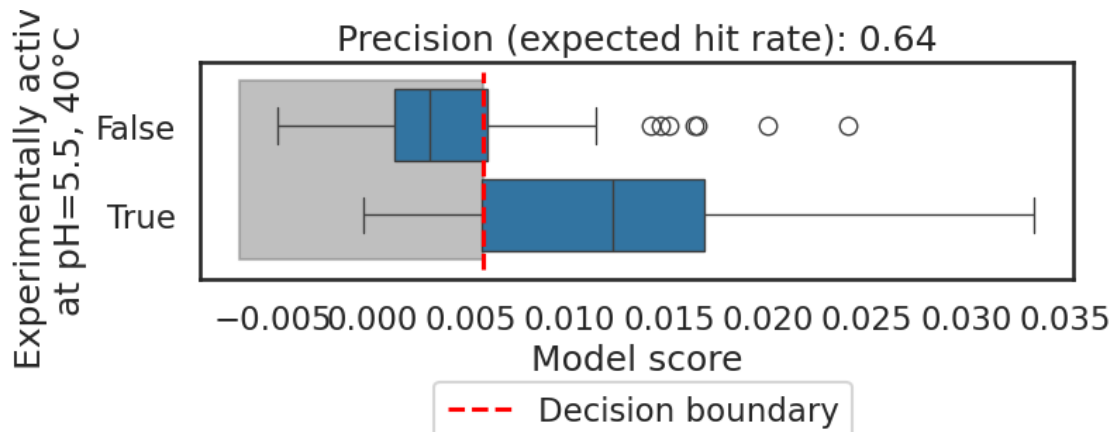 Precision (expected hit rate): 0.64
Experimentally activ
at pH=5.5, 40°C
False
True
−0.005 0.000 0.005 0.010 0.015 0.020 0.025 0.030 0.035
Model score
Decision boundary